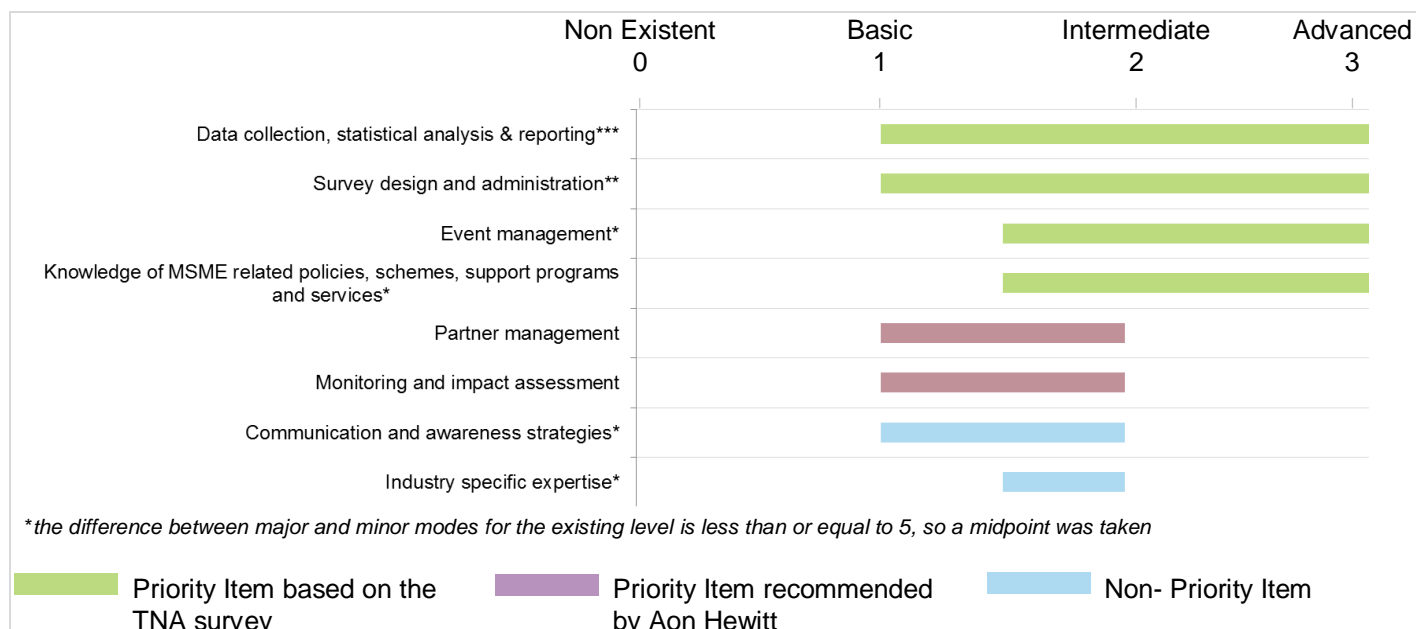 Non Existent Basic Intermediate Advanced
0 1 2 3
Data collection, statistical analysis & reporting***
Survey design and administration**
Event management*
Knowledge of MSME related policies, schemes, support programs
and services*
Partner management
Monitoring and impact assessment
Communication and awareness strategies*
Industry specific expertise*
*the difference between major and minor modes for the existing level is less than or equal to 5, so a midpoint was taken
Priority Item based on the
TNA survey
Priority Item recommended
by Aon Hewitt
Non- Priority Item